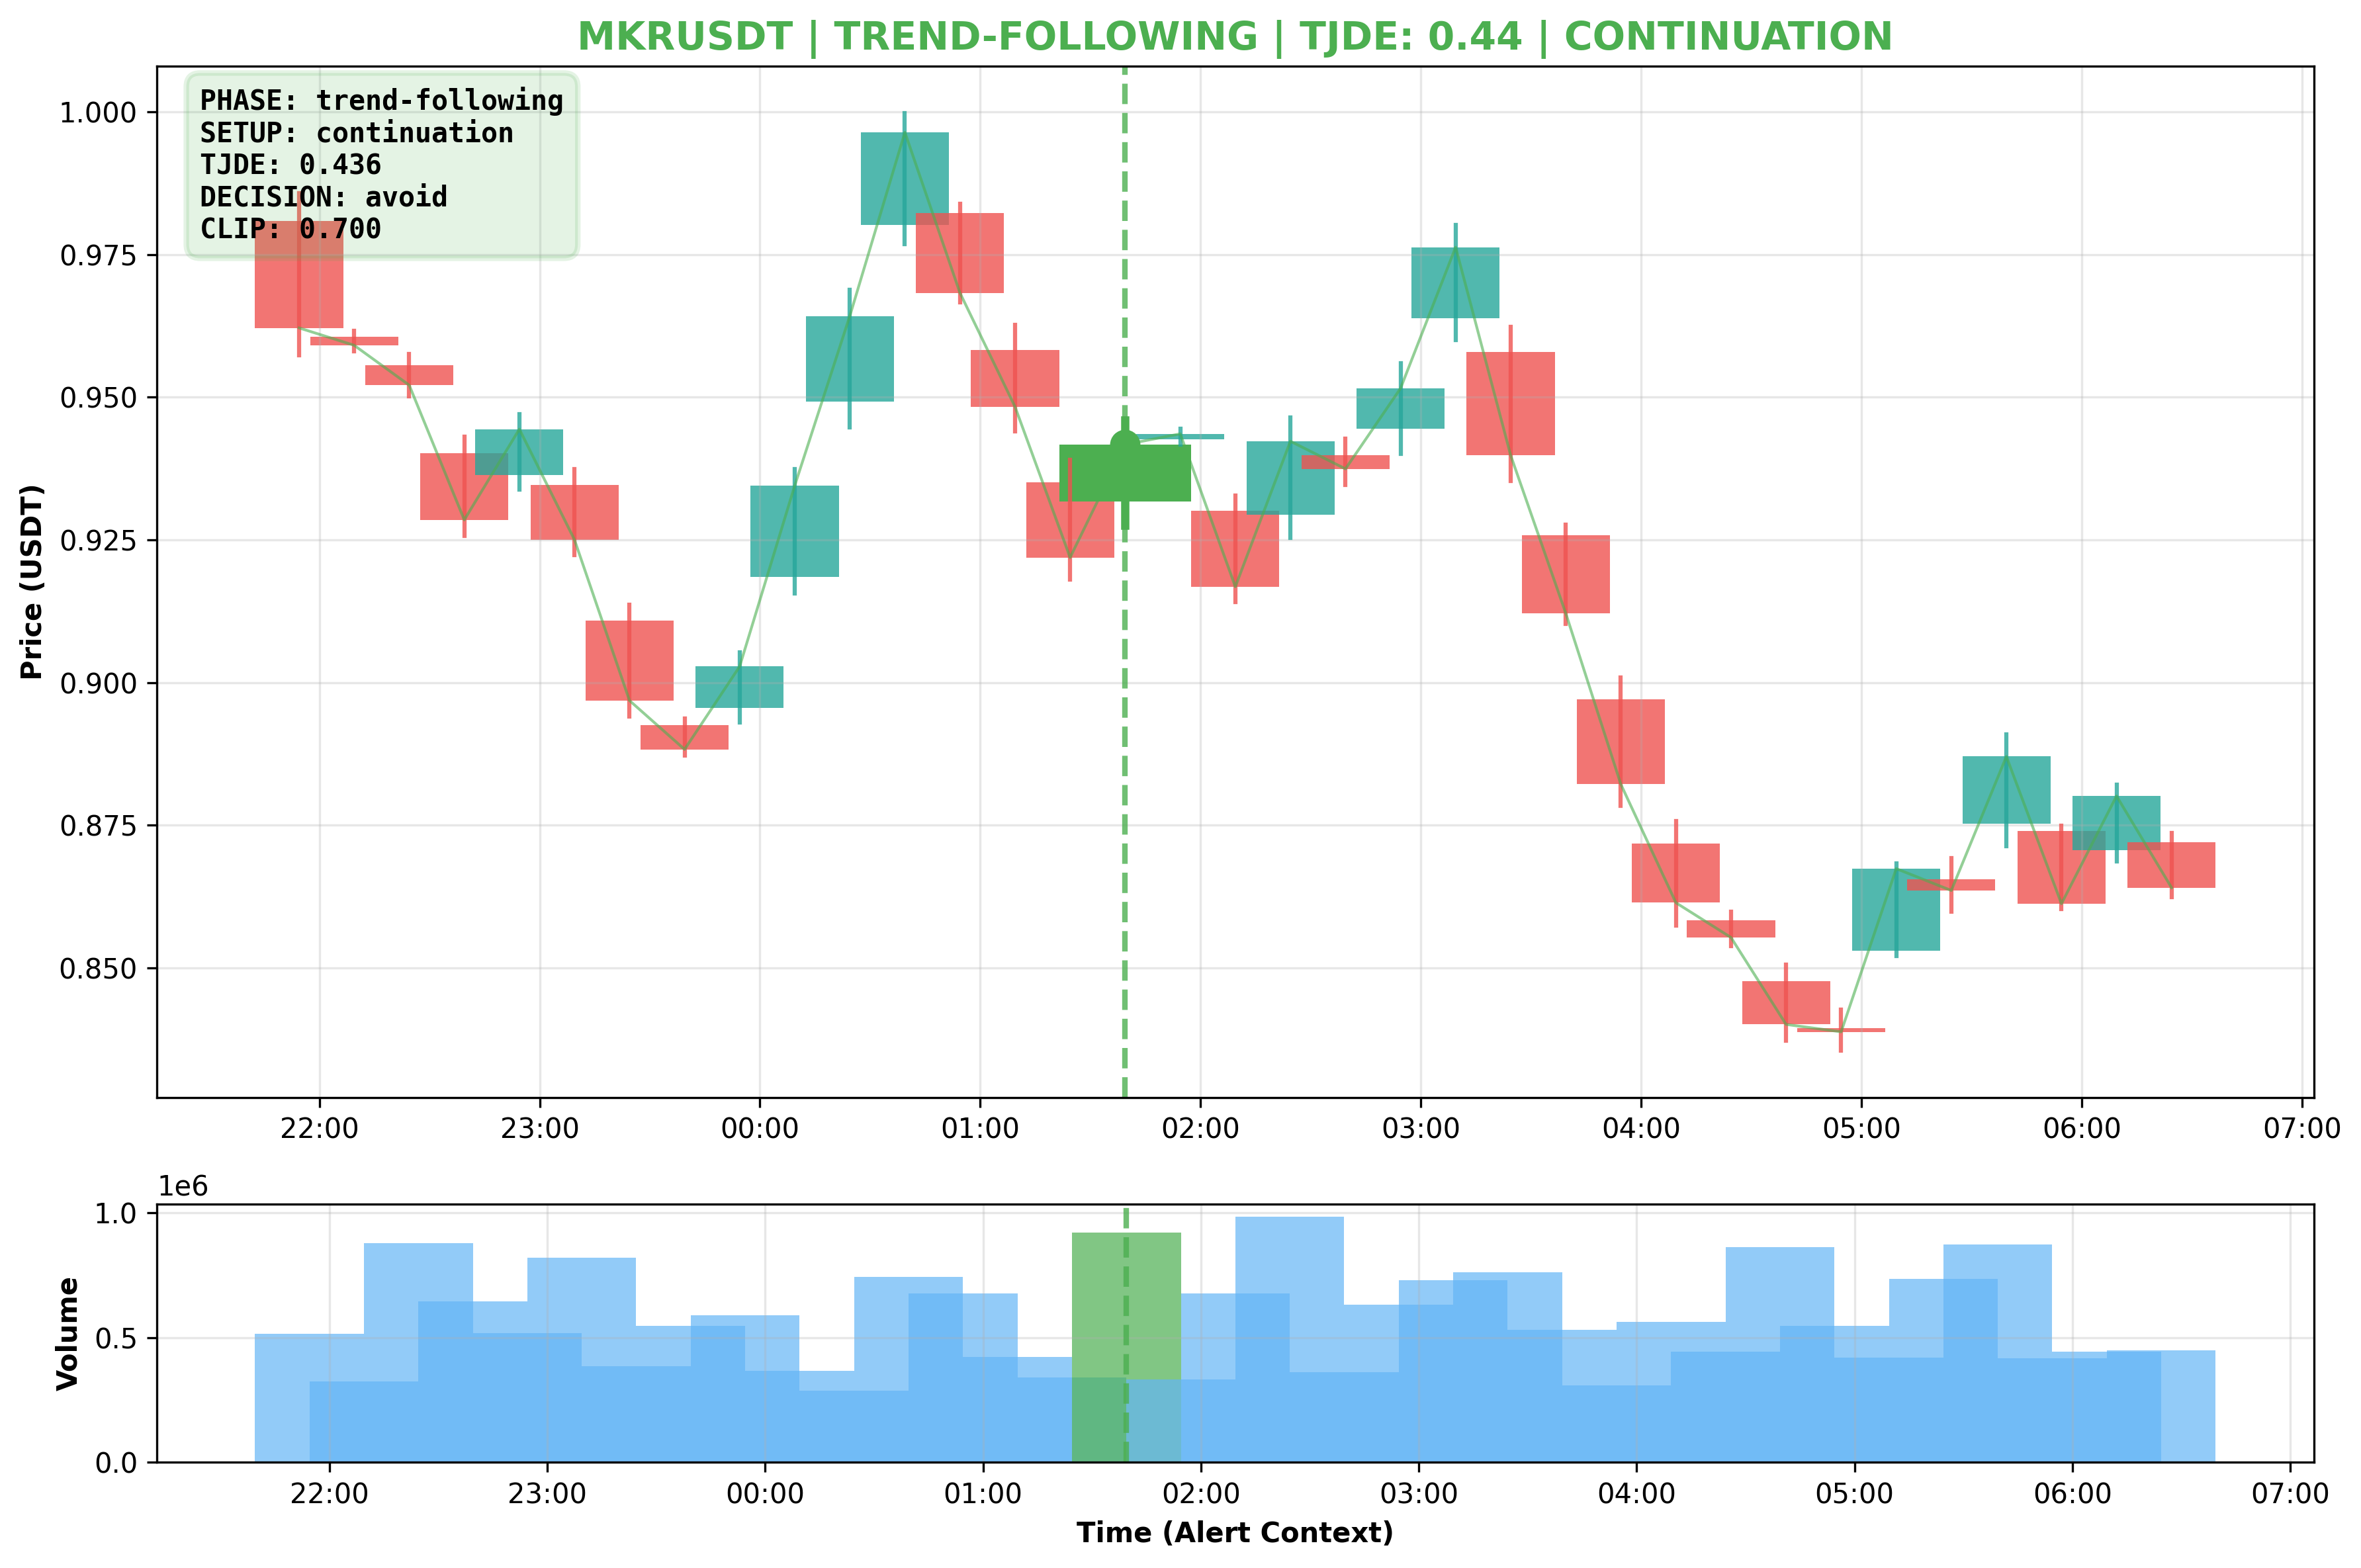 MKRUSDT | TREND-FOLLOWING | TJDE: 0.44 | CONTINUATION
PHASE: trend-following
SETUP: continuation
TJDE: 0.436
DECISION: avoid
CLIP: 0.700
Price (USDT)
1.000
0.975
0.950
0.925
0.900
0.875
0.850
22:00 23:00 00:00 01:00 02:00 03:00 04:00 05:00 06:00 07:00
1e6
Volume
1.0
0.5
0.0
22:00 23:00 00:00 01:00 02:00 03:00 04:00 05:00 06:00 07:00
Time (Alert Context)